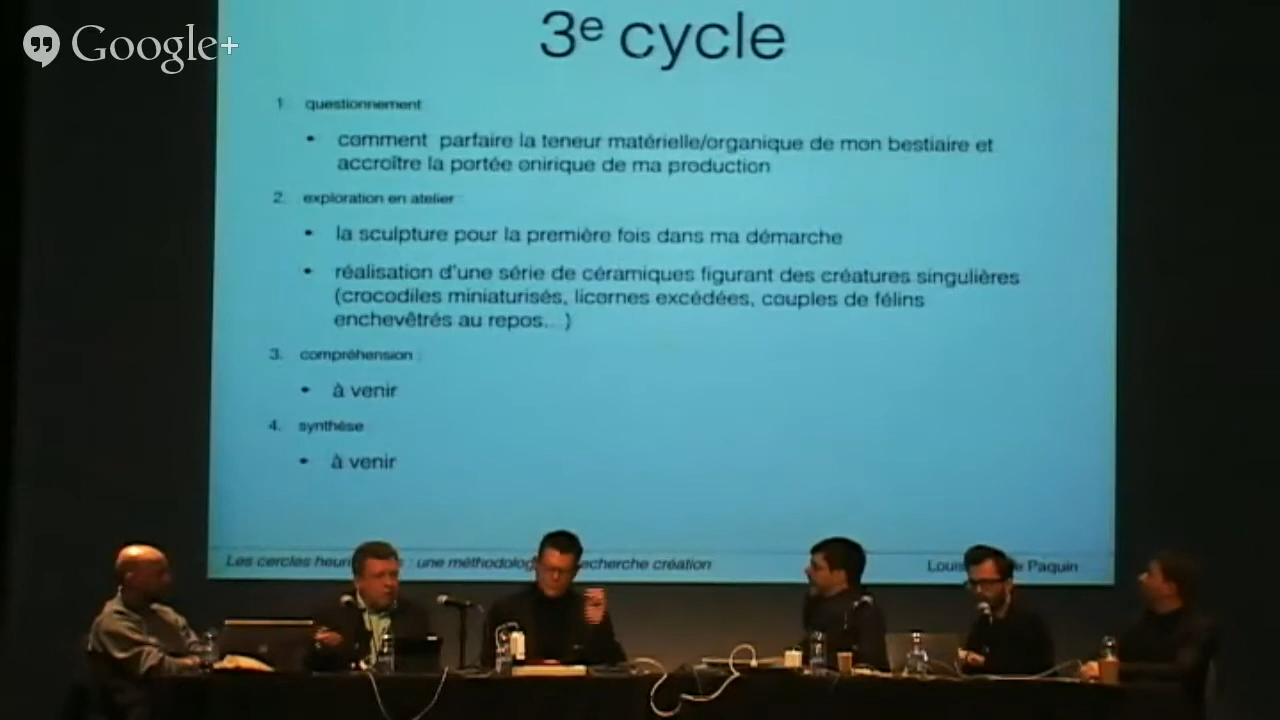 Google+
3e cycle
1. questionnement
• comment parfaire la teneur matérielle/organique de mon bestiaire et
accroître la portée onirique de ma production
2. exploration en atelier :
• la sculpture pour la première fois dans ma démarche
• réalisation d'une série de céramiques figurant des créatures singulières
(crocodiles miniaturisés, licornes excédées, couples de félins
enchevêtrés au repos...)
3. compréhension :
• à venir
4. synthèse
• à venir
Les cercles : une recherche création
Paquin